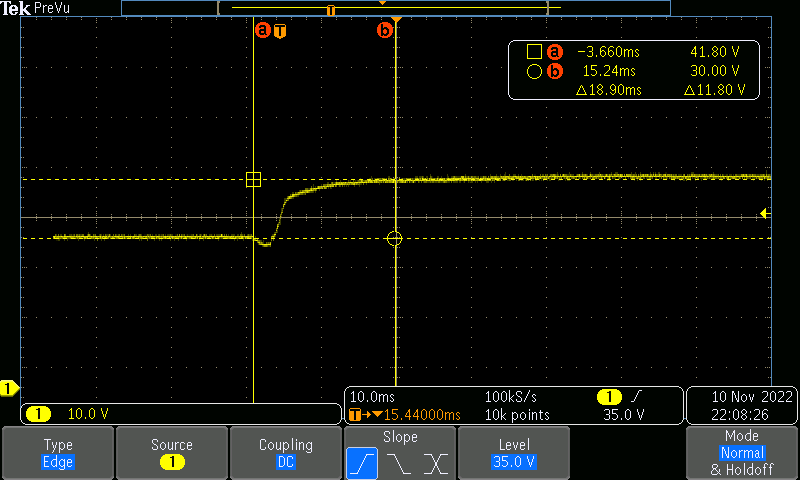 Tek PreVu
T
a T b
a −3.660ms 41.80 V
b 15.24ms 30.00 V
△18.90ms △11.80 V
1
1 10.0 V
10.0ms 100kS/s 1 35.0 V
T→▼15.44000ms 10k points
10 Nov 2022
22:08:26
Type
Edge
Source
1
Coupling
DC
Slope
Level
35.0 V
Mode
Normal
& Holdoff